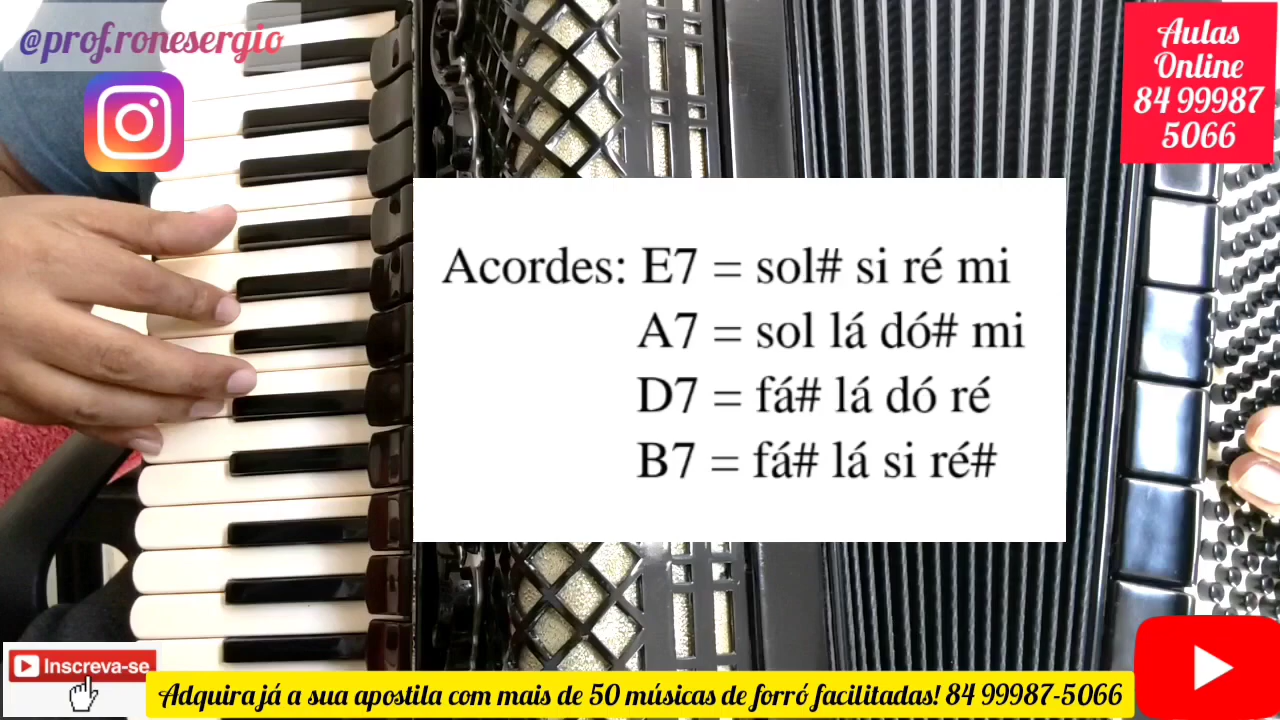 @prof.ronesergio
Aulas
Online
84 99987
5066
Acordes: E7 = sol# si ré mi
A7 = sol lá dó# mi
D7 = fá# lá dó ré
B7 = fá# lá si ré#
Inscreva-se
Adquira já a sua apostila com mais de 50 músicas de forró facilitadas! 84 99987-5066